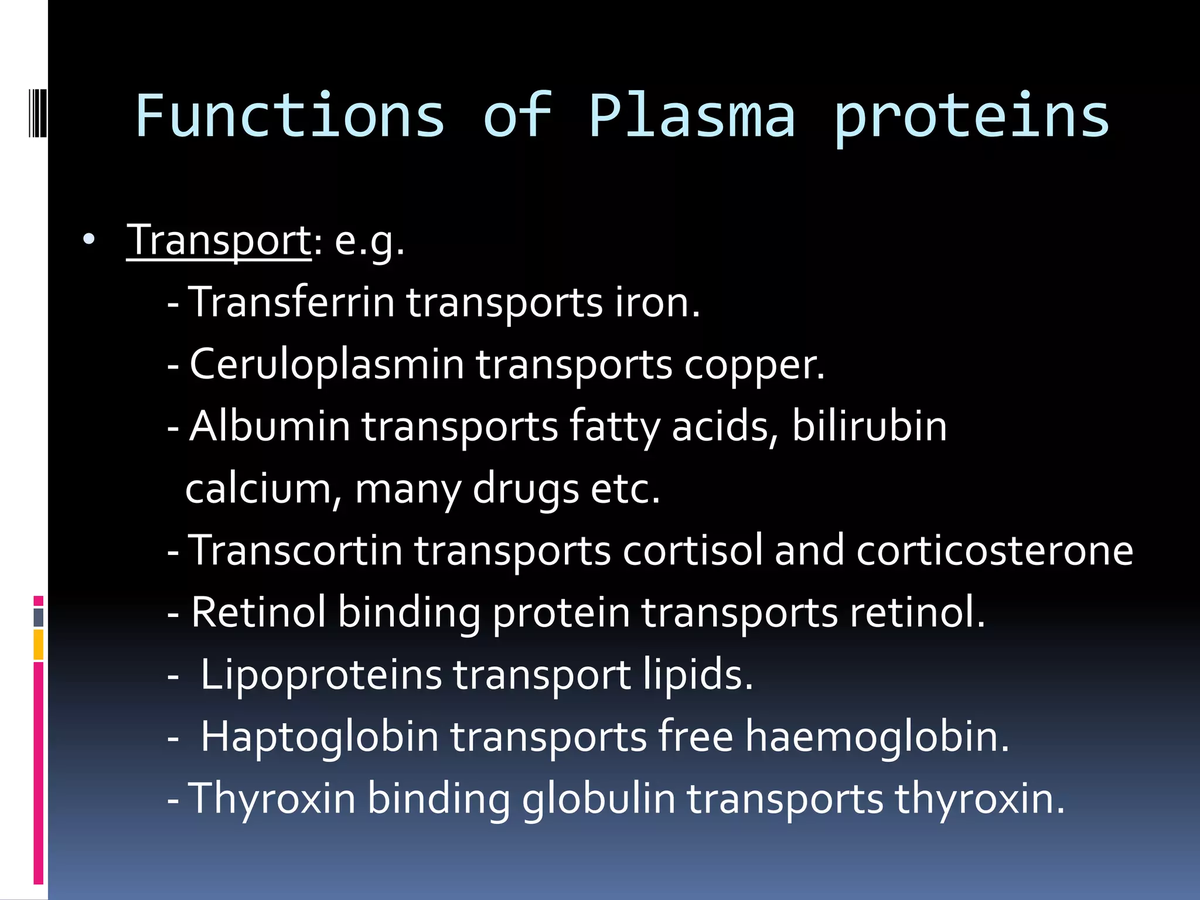 Functions of Plasma proteins
• Transport: e.g.
- Transferrin transports iron.
- Ceruloplasmin transports copper.
- Albumin transports fatty acids, bilirubin
calcium, many drugs etc.
- Transcortin transports cortisol and corticosterone
- Retinol binding protein transports retinol.
- Lipoproteins transport lipids.
- Haptoglobin transports free haemoglobin.
- Thyroxin binding globulin transports thyroxin.